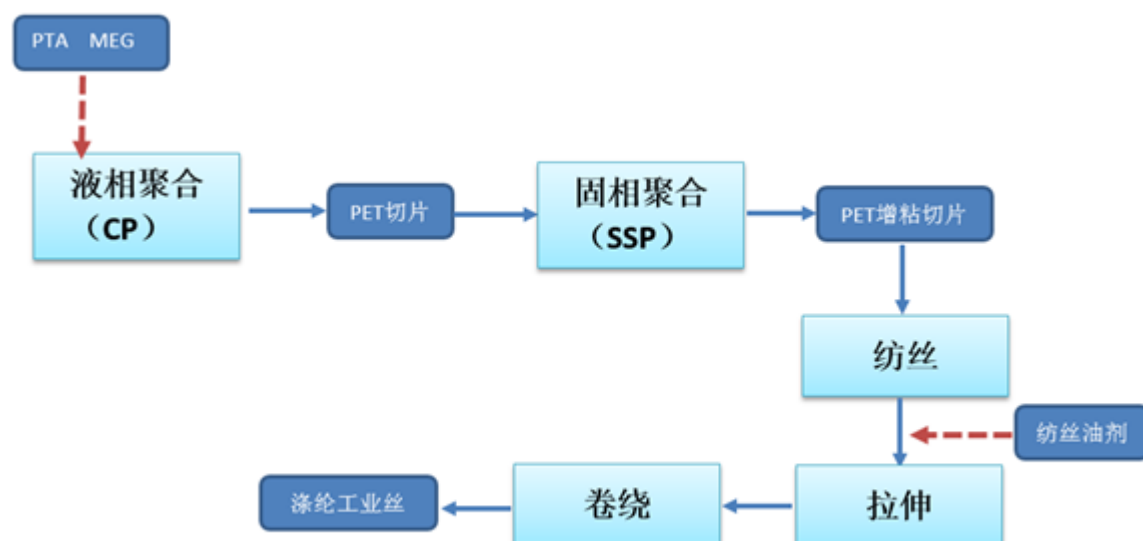 PTA MEG
液相聚合
（CP）
PET切片
固相聚合
（SSP）
PET增粘切片
纺丝
纺丝油剂
拉伸
卷绕
涤纶工业丝